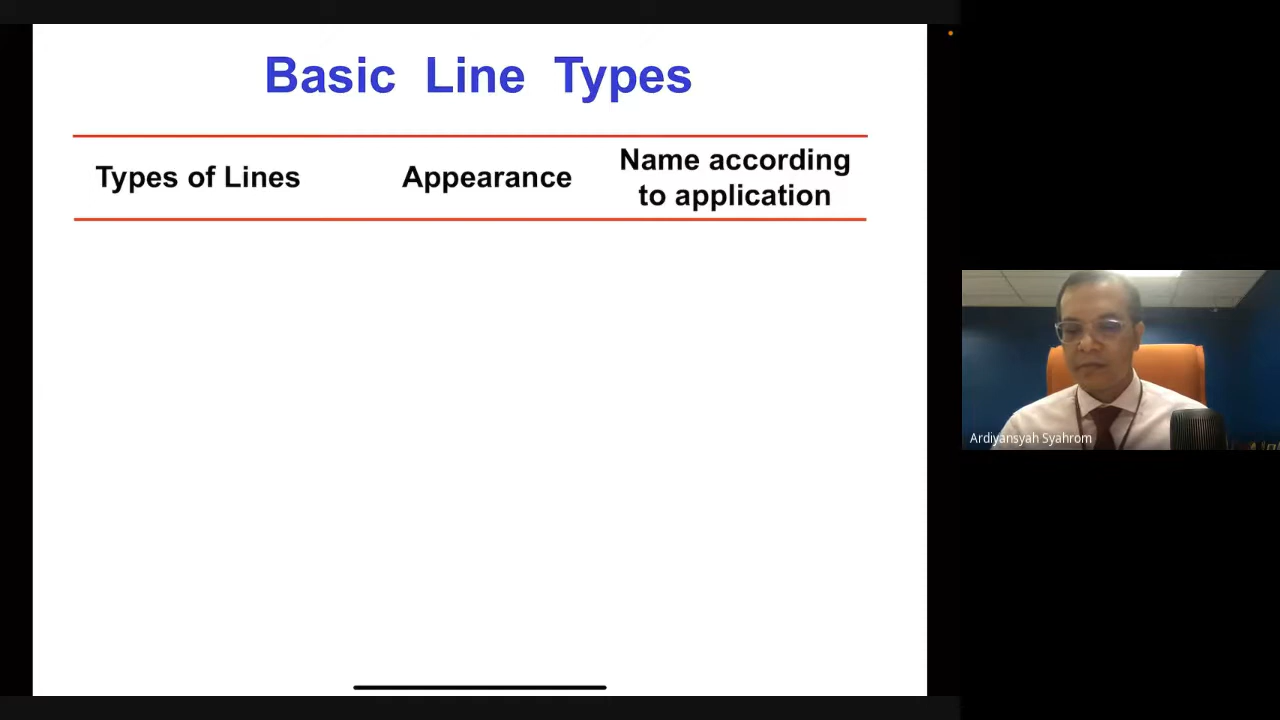 Basic Line Types
Types of Lines
Appearance
Name according
to application
Ardiyansyah Syahrom